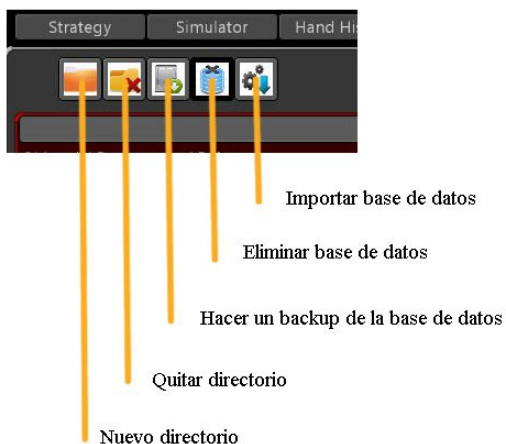 Strategy
Simulator
Hand His
Importar base de datos
Eliminar base de datos
Hacer un backup de la base de datos
Quitar directorio
Nuevo directorio